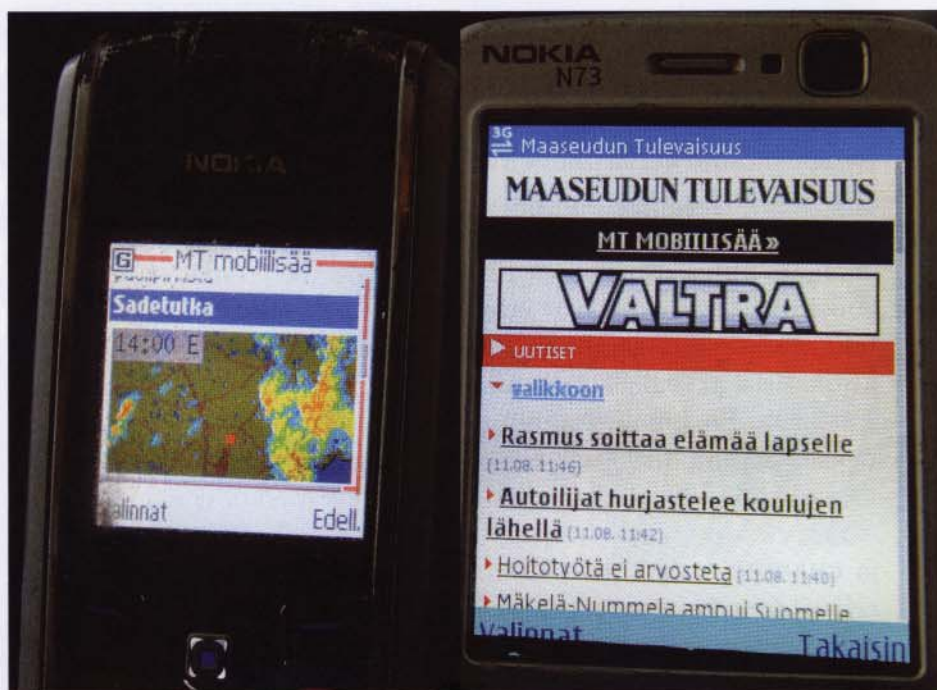 NOKIA
G MT mobiilisää
Sadetutka
14:00 E
Edell.
NOKIA
N73
3G
Maaseudun Tulevaisuus
MAASEUDUN TULEVAISUUS
MT MOBIILISÄÄ »
VALTRA
UUTISET
valikkoon
Rasmus soittaa elämää lapselle
(11.08. 11:46)
Autoilijat hurjastelee koulujen
lähellä (11.08. 11:42)
Hoitotyötä ei arvosteta (11.08. 11:40)
Mäkelä-Nummela ampui Suomelle
Valinnat Takaisin